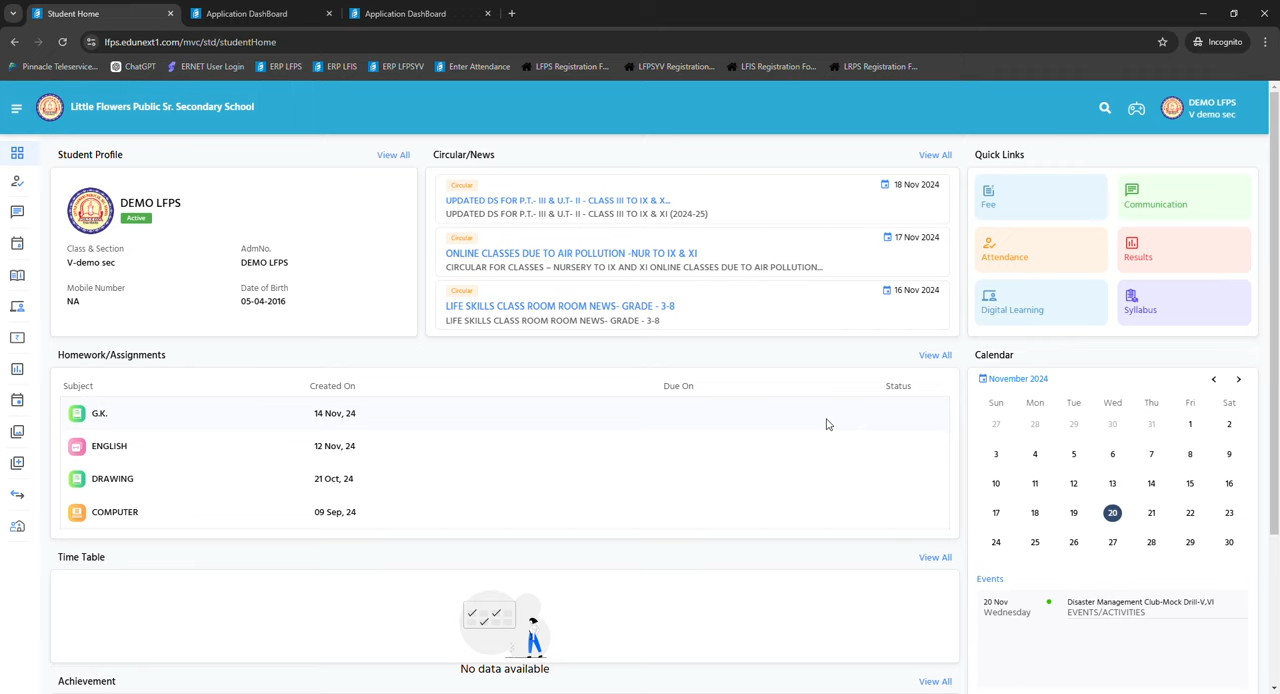 Student Home
Application DashBoard
Application DashBoard
lfps.edunext1.com/mvc/std/studentHome
Incognito
Pinnacle Teleservice...
ChatGPT
ERNET User Login
ERP LFPS
ERP LFIS
ERP LFPSYV
Enter Attendance
LFPS Registration F...
LFPSYV Registration...
LFIS Registration Fo...
LRPS Registration F...
Little Flowers Public Sr. Secondary School
DEMO LFPS
V demo sec
Student Profile
View All
DEMO LFPS
Active
Class & Section
V-demo sec
AdmNo.
DEMO LFPS
Mobile Number
NA
Date of Birth
05-04-2016
Circular/News
View All
Circular
18 Nov 2024
UPDATED DS FOR P.T.- III & U.T- II - CLASS III TO IX & X...
UPDATED DS FOR P.T.- III & U.T- II - CLASS III TO IX & XI (2024-25)
Circular
17 Nov 2024
ONLINE CLASSES DUE TO AIR POLLUTION -NUR TO IX & XI
CIRCULAR FOR CLASSES – NURSERY TO IX AND XI ONLINE CLASSES DUE TO AIR POLLUTION...
Circular
16 Nov 2024
LIFE SKILLS CLASS ROOM ROOM NEWS- GRADE - 3-8
LIFE SKILLS CLASS ROOM ROOM NEWS- GRADE - 3-8
Quick Links
Fee
Communication
Attendance
Results
Digital Learning
Syllabus
Homework/Assignments
View All
Subject Created On Due On Status
G.K. 14 Nov, 24
ENGLISH 12 Nov, 24
DRAWING 21 Oct, 24
COMPUTER 09 Sep, 24
Calendar
November 2024
Sun Mon Tue Wed Thu Fri Sat
27 28 29 30 31 1 2
3 4 5 6 7 8 9
10 11 12 13 14 15 16
17 18 19 20 21 22 23
24 25 26 27 28 29 30
Events
20 Nov
Wednesday
Disaster Management Club-Mock Drill-V,VI
EVENTS/ACTIVITIES
Time Table
View All
No data available
Achievement
View All